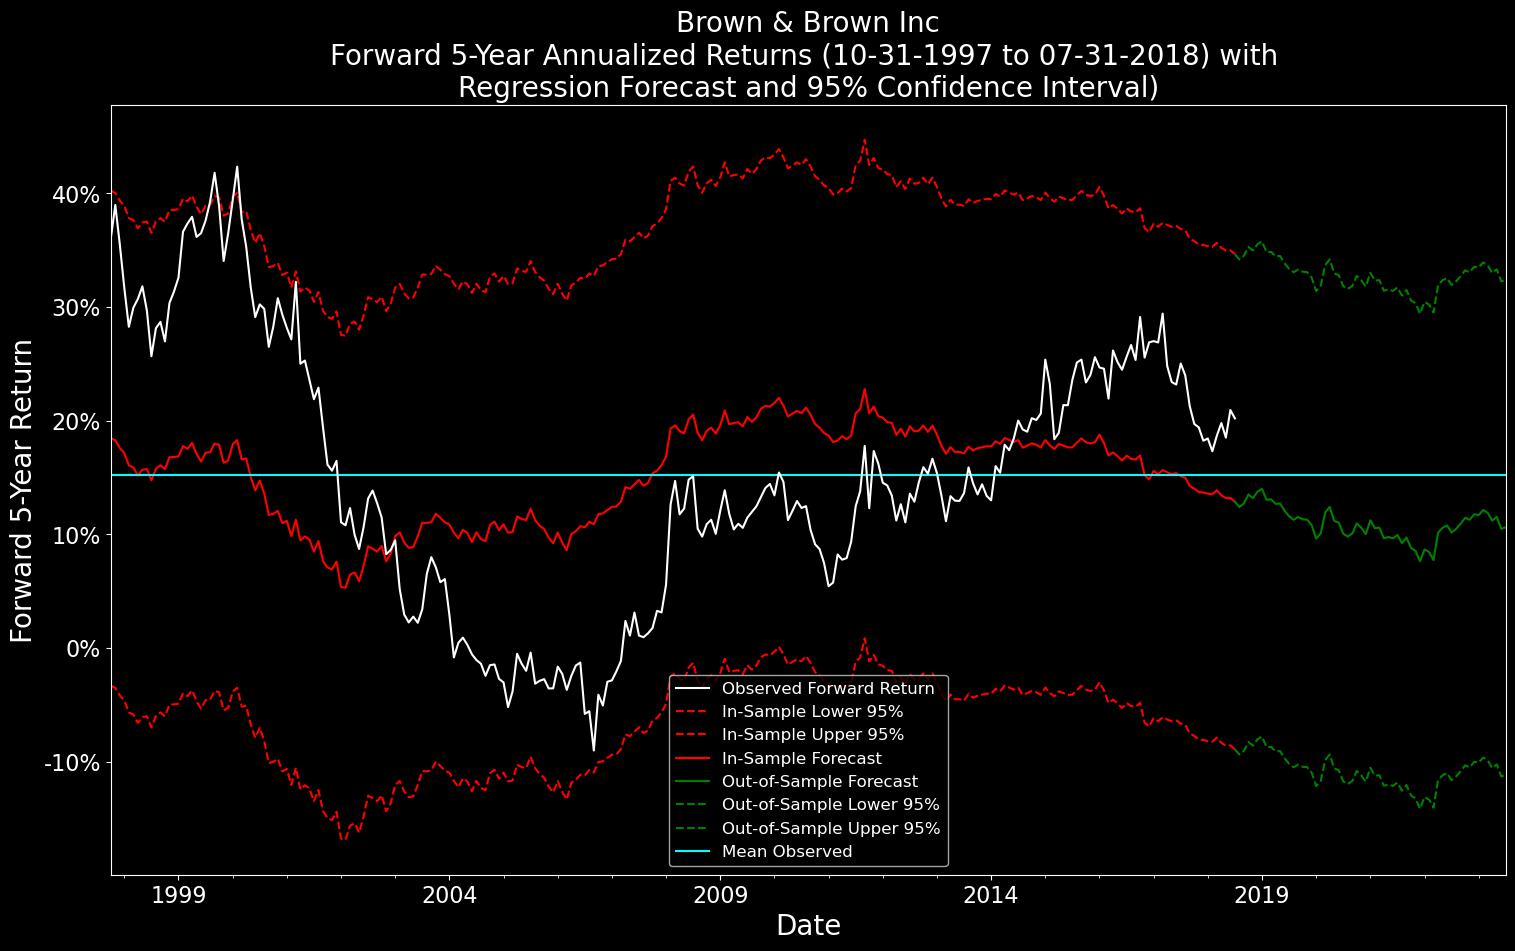 Brown & Brown Inc
Forward 5-Year Annualized Returns (10-31-1997 to 07-31-2018) with
Regression Forecast and 95% Confidence Interval)
Forward 5-Year Return
40%
30%
20%
10%
0%
-10%
Observed Forward Return
In-Sample Lower 95%
In-Sample Upper 95%
In-Sample Forecast
Out-of-Sample Forecast
Out-of-Sample Lower 95%
Out-of-Sample Upper 95%
Mean Observed
1999 2004 2009 2014 2019
Date